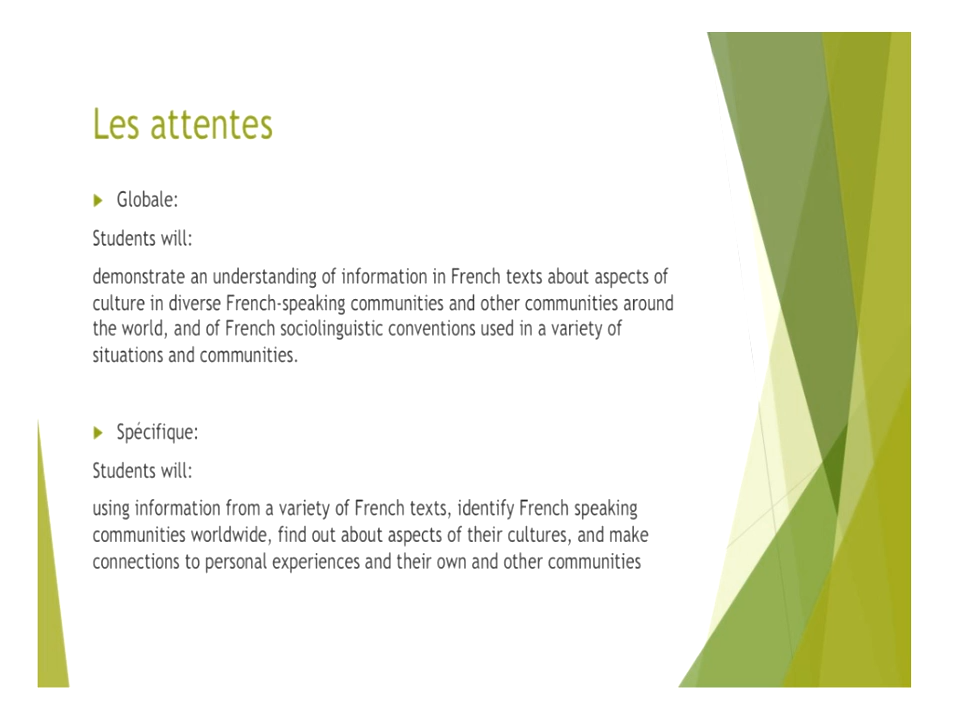 Les attentes
Globale:
Students will:
demonstrate an understanding of information in French texts about aspects of
culture in diverse French-speaking communities and other communities around
the world, and of French sociolinguistic conventions used in a variety of
situations and communities.
Spécifique:
Students will:
using information from a variety of French texts, identify French speaking
communities worldwide, find out about aspects of their cultures, and make
connections to personal experiences and their own and other communities